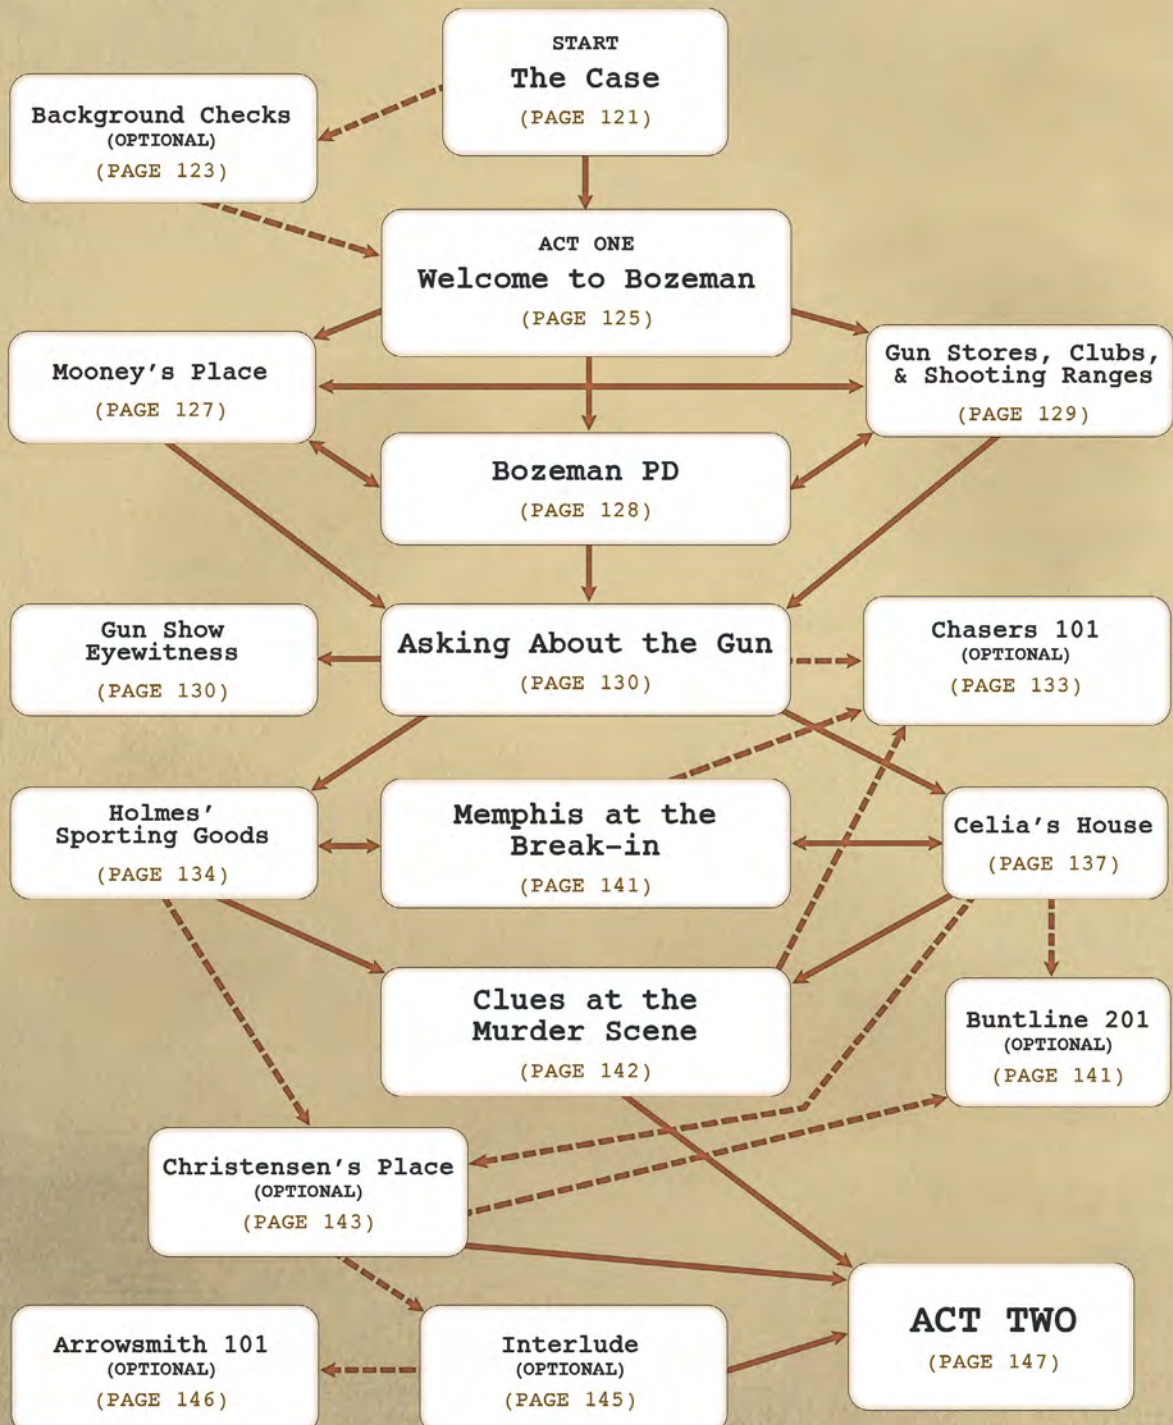 START
The Case
(PAGE 121)
Background Checks
(OPTIONAL)
(PAGE 123)
ACT ONE
Welcome to Bozeman
(PAGE 125)
Mooney's Place
(PAGE 127)
Gun Stores, Clubs,
& Shooting Ranges
(PAGE 129)
Bozeman PD
(PAGE 128)
Gun Show
Eyewitness
(PAGE 130)
Asking About the Gun
(PAGE 130)
Chasers 101
(OPTIONAL)
(PAGE 133)
Holmes'
Sporting Goods
(PAGE 134)
Memphis at the
Break-in
(PAGE 141)
Celia's House
(PAGE 137)
Clues at the
Murder Scene
(PAGE 142)
Buntline 201
(OPTIONAL)
(PAGE 141)
Christensen's Place
(OPTIONAL)
(PAGE 143)
Arrowsmith 101
(OPTIONAL)
(PAGE 146)
Interlude
(OPTIONAL)
(PAGE 145)
ACT TWO
(PAGE 147)